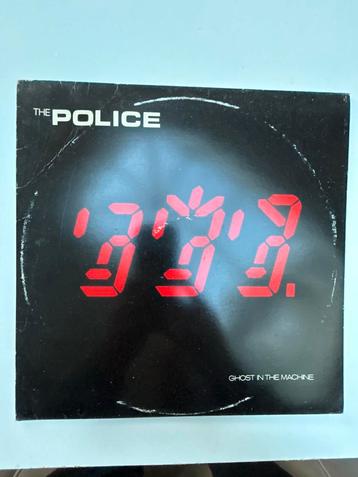 THE POLICE
GHOST IN THE MACHINE